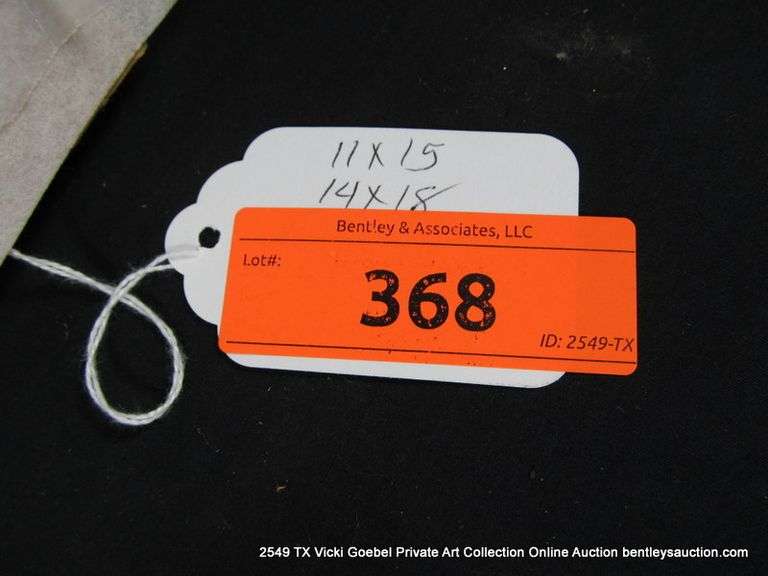 11 X 15
14 X 18
Bentley & Associates, LLC
Lot#:
368
ID: 2549-TX
2549 TX Vicki Goebel Private Art Collection Online Auction bentleysauction.com